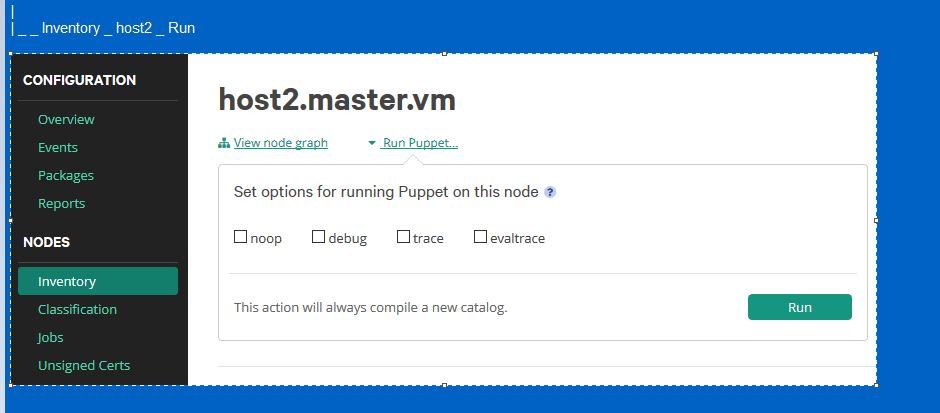 |
|_ _ Inventory _ host2 _ Run
CONFIGURATION
Overview
Events
Packages
Reports
NODES
Inventory
Classification
Jobs
Unsigned Certs
host2.master.vm
View node graph Run Puppet...
Set options for running Puppet on this node ?
noop debug trace evaltrace
This action will always compile a new catalog. Run